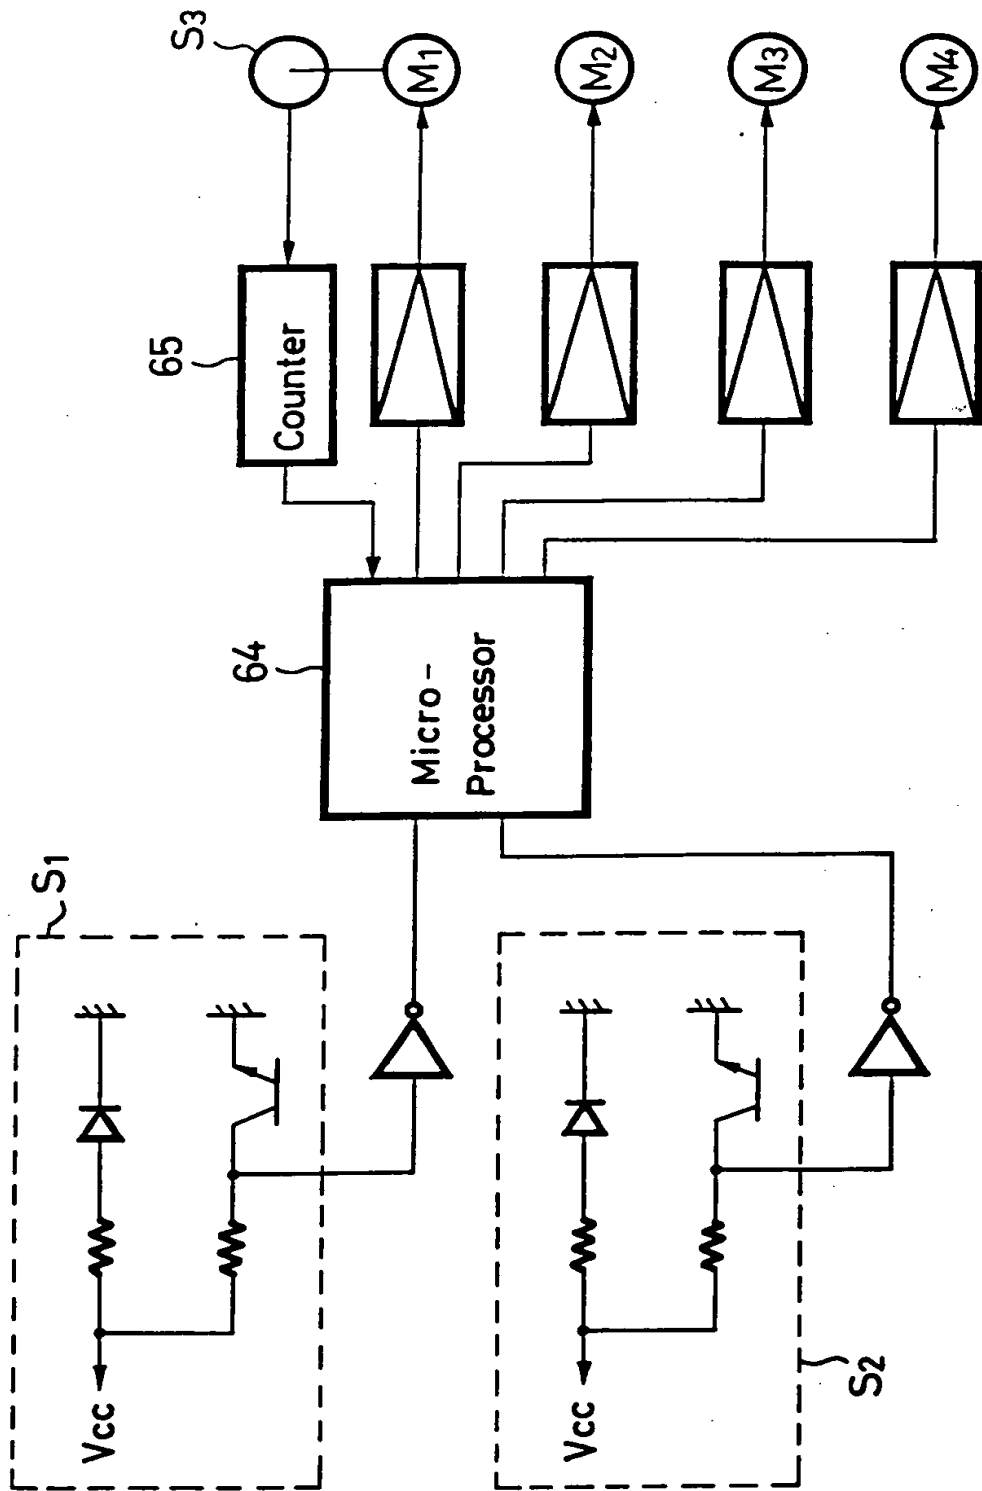 S1
Vcc
S2
Vcc
64
Micro-
Processor
65
Counter
S3
M1
M2
M3
M4